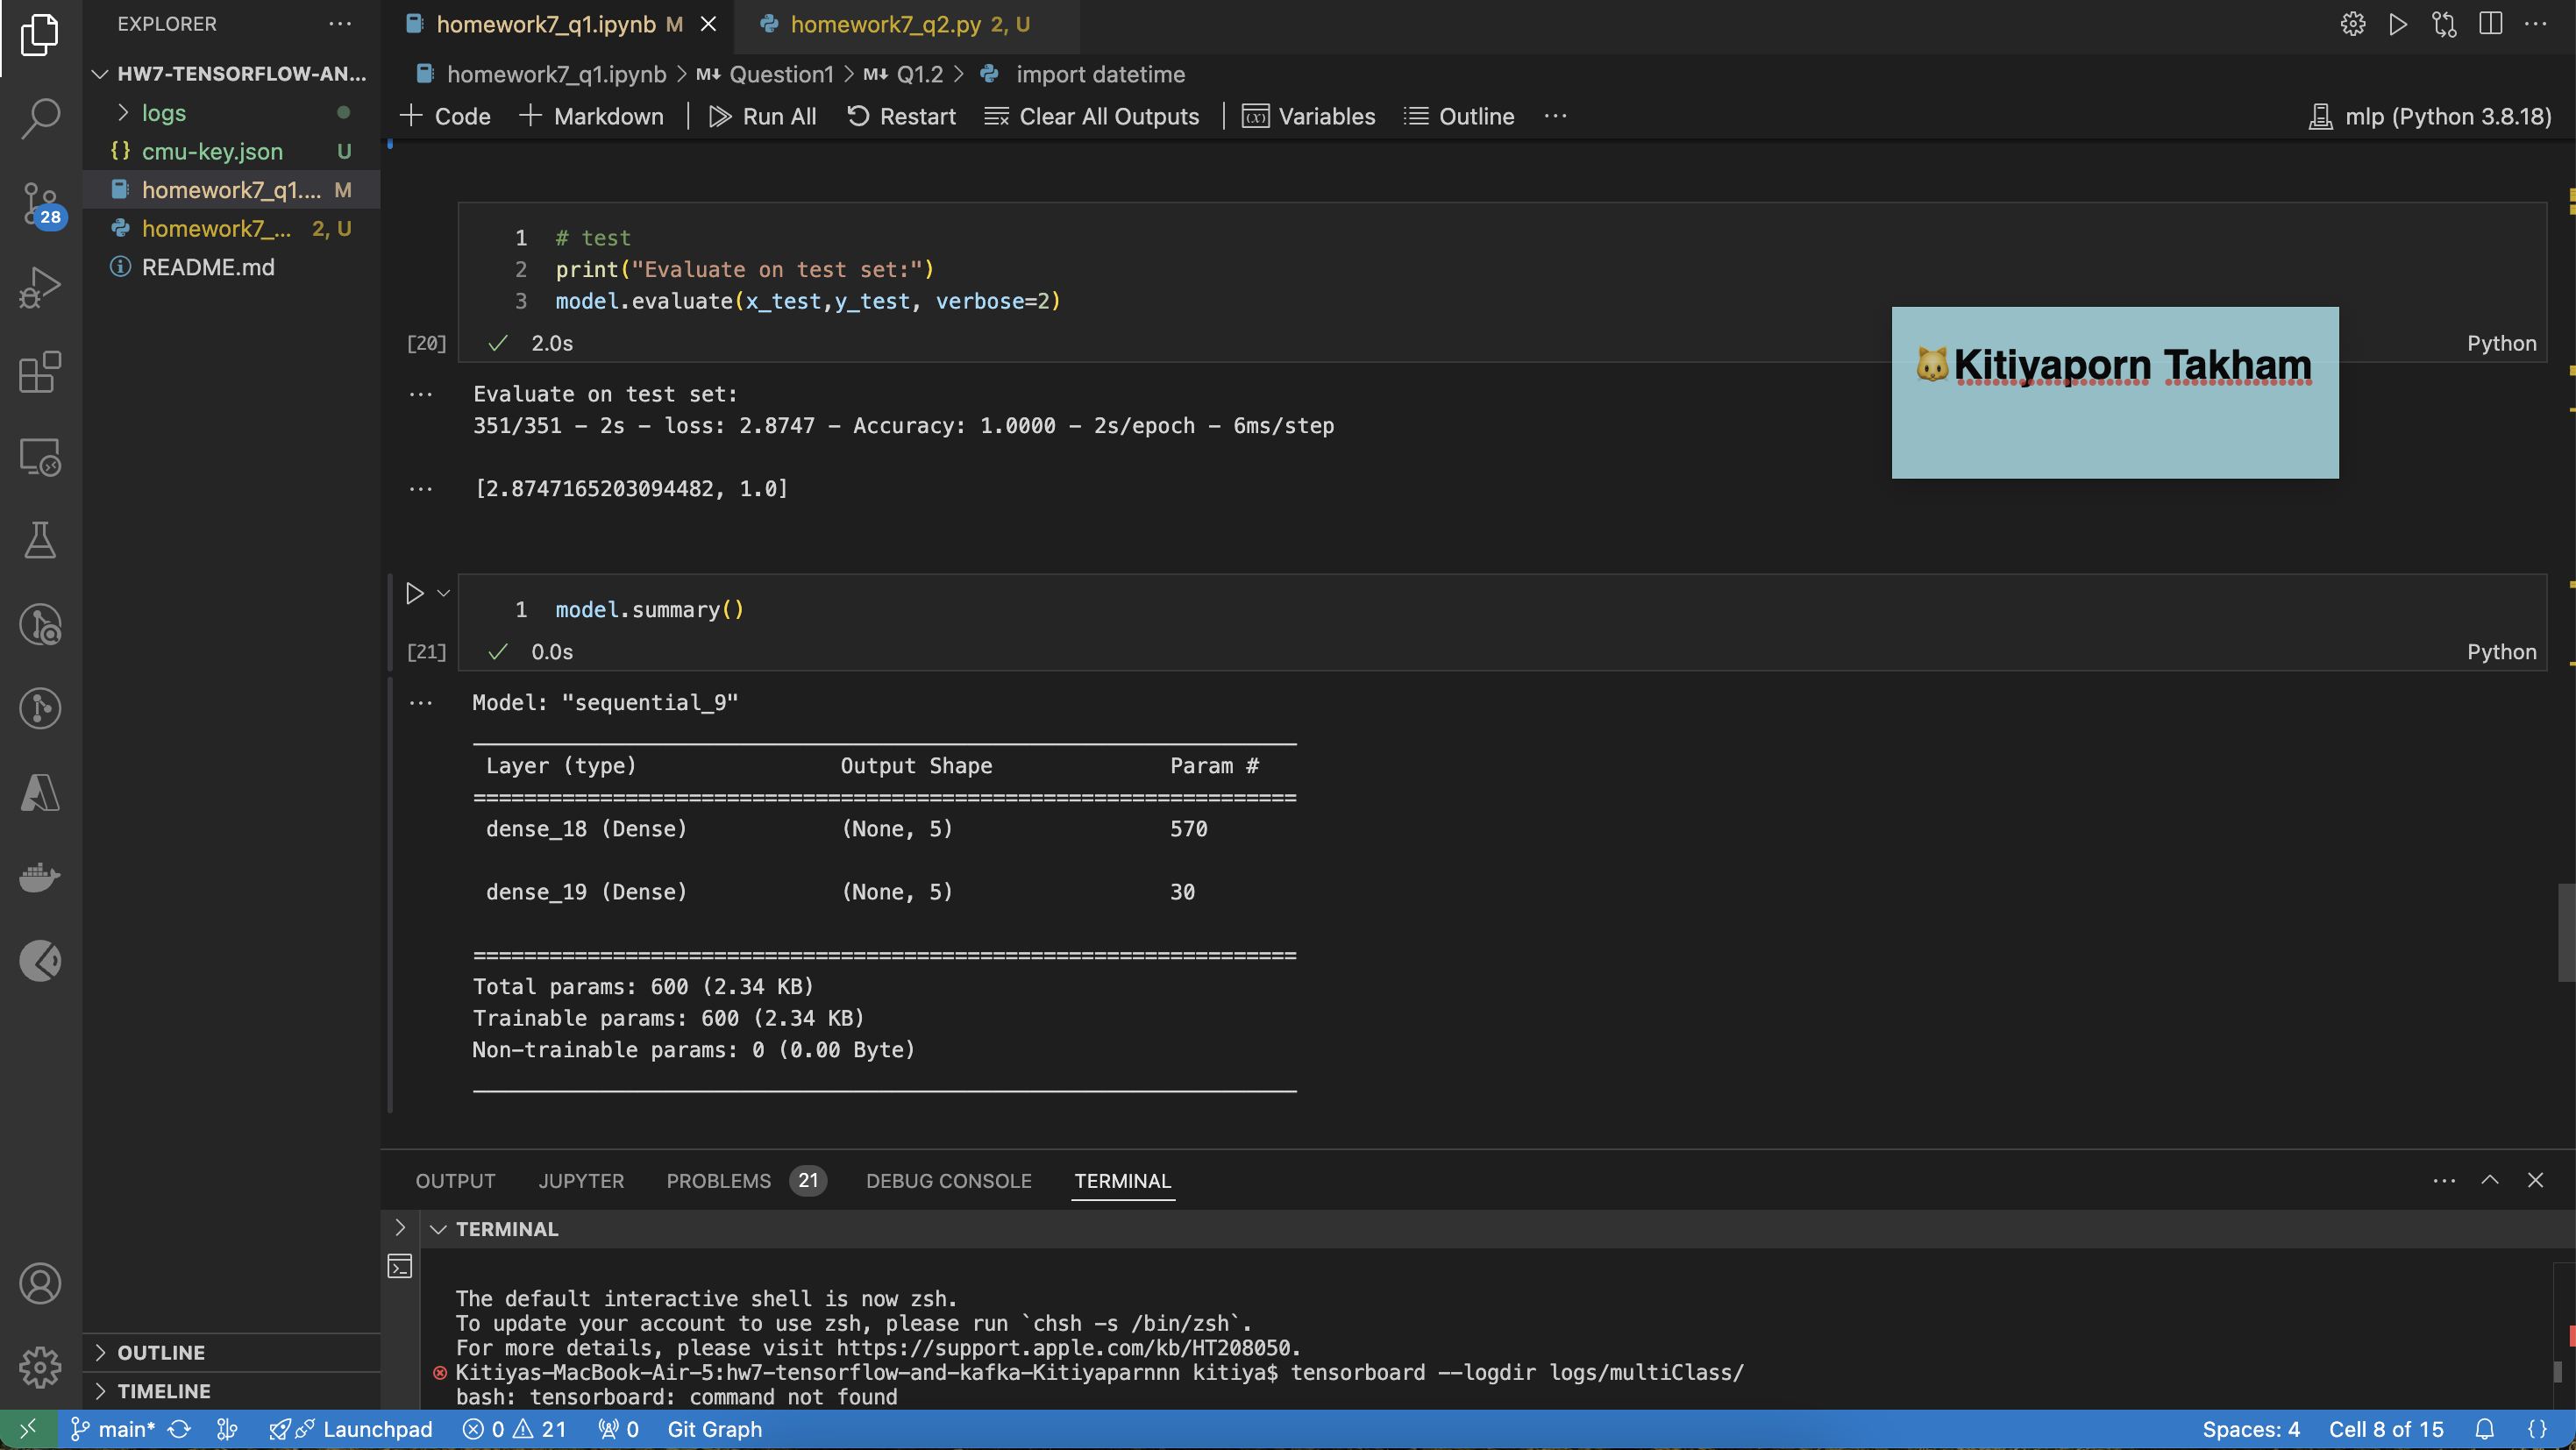 EXPLORER
homework7_q1.ipynb M
homework7_q2.py 2, U
HW7-TENSORFLOW-AN...
logs
cmu-key.json U
homework7_q1.... M
homework7_... 2, U
README.md
homework7_q1.ipynb > M↓ Question1 > M↓ Q1.2 > import datetime
+ Code + Markdown Run All Restart Clear All Outputs Variables Outline ... mlp (Python 3.8.18)
28
1 # test
2 print("Evaluate on test set:")
3 model.evaluate(x_test,y_test, verbose=2)
[20] ✓ 2.0s Python
🐱Kitiyaporn Takham
Evaluate on test set:
351/351 - 2s - loss: 2.8747 - Accuracy: 1.0000 - 2s/epoch - 6ms/step
[2.8747165203094482, 1.0]
1 model.summary()
[21] ✓ 0.0s Python
Model: "sequential_9"
Layer (type) Output Shape Param #
=================================================================
dense_18 (Dense) (None, 5) 570
dense_19 (Dense) (None, 5) 30
=================================================================
Total params: 600 (2.34 KB)
Trainable params: 600 (2.34 KB)
Non-trainable params: 0 (0.00 Byte)
OUTPUT JUPYTER PROBLEMS 21 DEBUG CONSOLE TERMINAL
TERMINAL
The default interactive shell is now zsh.
To update your account to use zsh, please run `chsh -s /bin/zsh`.
For more details, please visit https://support.apple.com/kb/HT208050.
Kitiyas-MacBook-Air-5:hw7-tensorflow-and-kafka-Kitiyaparnnn kitiya$ tensorboard --logdir logs/multiClass/
bash: tensorboard: command not found
OUTLINE
TIMELINE
main* Launchpad 0 21 0 Git Graph Spaces: 4 Cell 8 of 15 {}